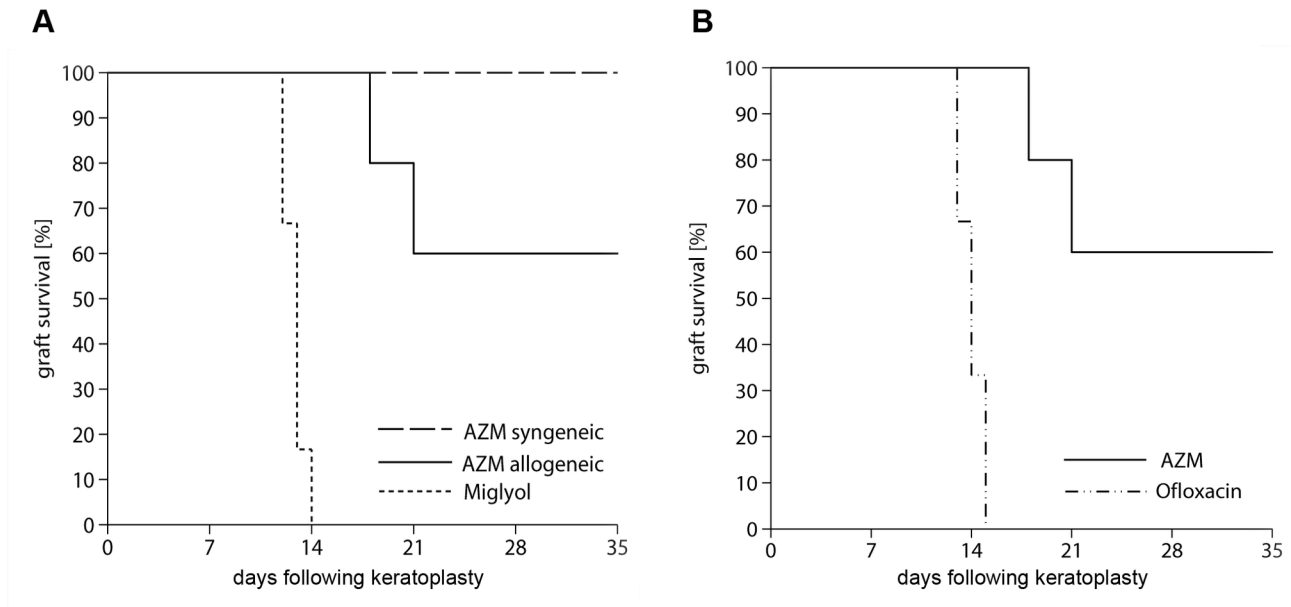 A
100
90
80
70
60
50
40
30
20
10
0
graft survival [%]
AZM syngeneic
AZM allogeneic
Miglyol
0 7 14 21 28 35
days following keratoplasty
B
100
90
80
70
60
50
40
30
20
10
0
graft survival [%]
AZM
Ofloxacin
0 7 14 21 28 35
days following keratoplasty